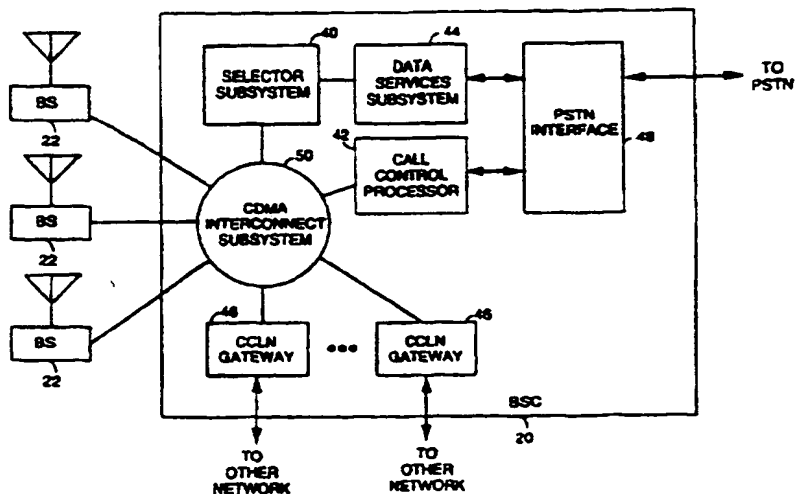 40
SELECTOR
SUBSYSTEM
44
DATA
SERVICES
SUBSYSTEM
PSTN
INTERFACE
48
TO
PSTN
BS
22
42
CALL
CONTROL
PROCESSOR
50
CDMA
INTERCONNECT
SUBSYSTEM
BS
22
BS
22
46
CCLN
GATEWAY
46
CCLN
GATEWAY
BSC
20
TO
OTHER
NETWORK
TO
OTHER
NETWORK